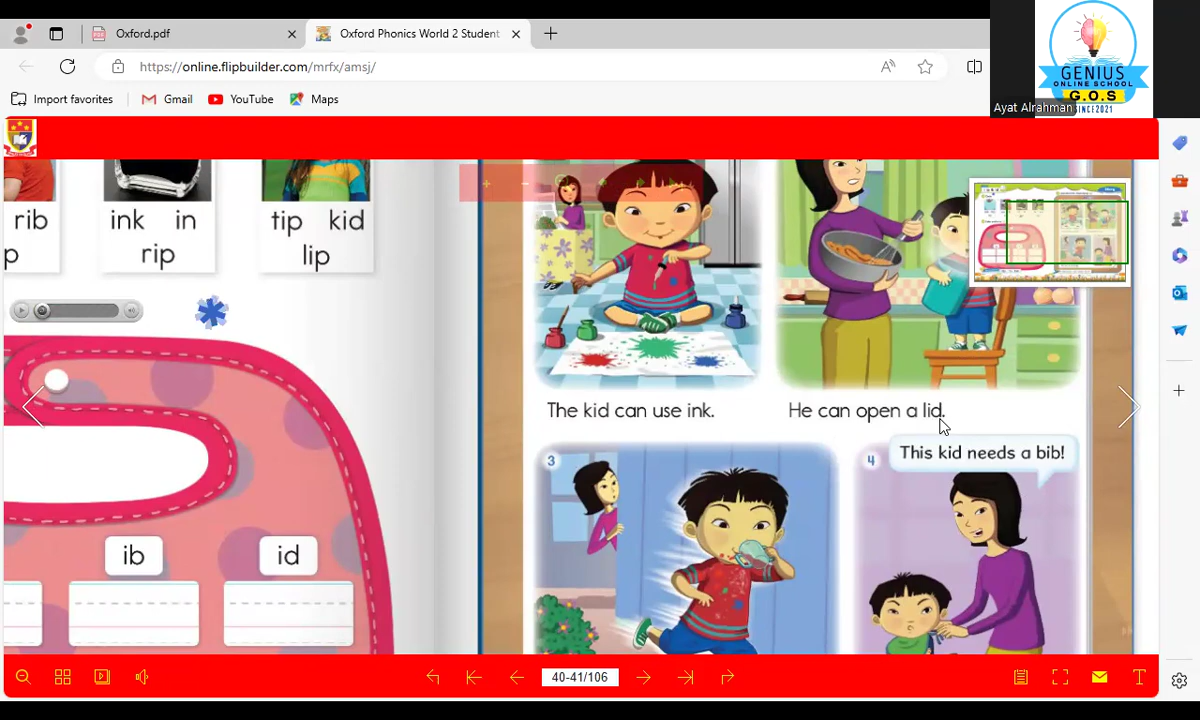 Oxford.pdf
Oxford Phonics World 2 Student
https://online.flipbuilder.com/mrfx/amsj/
Import favorites
Gmail
YouTube
Maps
GENIUS
ONLINE SCHOOL
G.O.S
SINCE2021
Ayat Alrahman
rib
p
ink in
rip
tip kid
lip
ib
id
The kid can use ink.
He can open a lid.
3
4
This kid needs a bib!
40-41/106